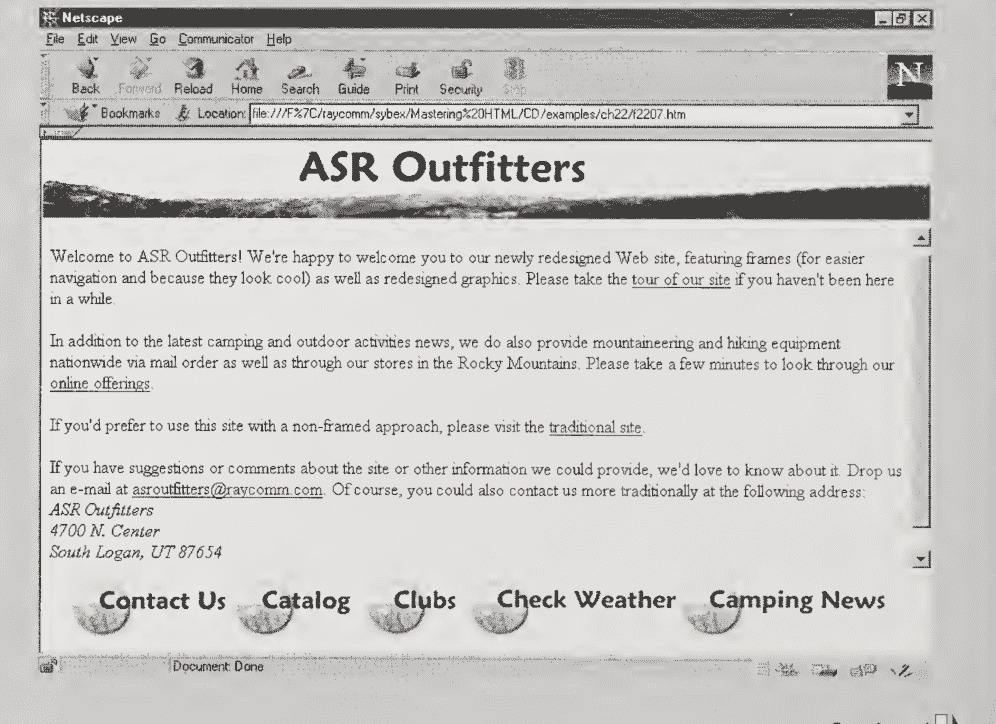 Netscape
File Edit View Go Communicator Help
Back Forward Reload Home Search Guide Print Security Stop
Bookmarks Location: file:///F%7C/raycomm/sybex/Mastering%20HTML/CD/examples/ch22/f2207.htm
N
ASR Outfitters
Welcome to ASR Outfitters! We're happy to welcome you to our newly redesigned Web site, featuring frames (for easier
navigation and because they look cool) as well as redesigned graphics. Please take the tour of our site if you haven't been here
in a while.
In addition to the latest camping and outdoor activities news, we do also provide mountaineering and hiking equipment
nationwide via mail order as well as through our stores in the Rocky Mountains. Please take a few minutes to look through our
online offerings.
If you'd prefer to use this site with a non-framed approach, please visit the traditional site.
If you have suggestions or comments about the site or other information we could provide, we'd love to know about it. Drop us
an e-mail at asroutfitters@raycomm.com. Of course, you could also contact us more traditionally at the following address:
ASR Outfitters
4700 N. Center
South Logan, UT 87654
Contact Us Catalog Clubs Check Weather Camping News
Document: Done